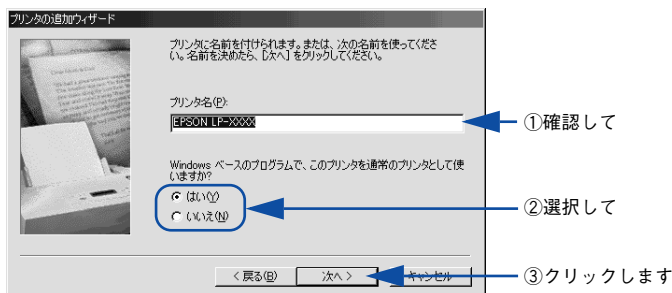 プリンタの追加ウィザード
プリンタに名前を付けられます。または、次の名前を使ってくださ
い。名前を決めたら、[次へ] をクリックしてください。
プリンタ名(P):
EPSON LP-XXXX
①確認して
Windows ベースのプログラムで、このプリンタを通常のプリンタとして使
いますか?
はい(Y)
いいえ(N)
②選択して
< 戻る(B)
次へ >
キャンセル
③クリックします